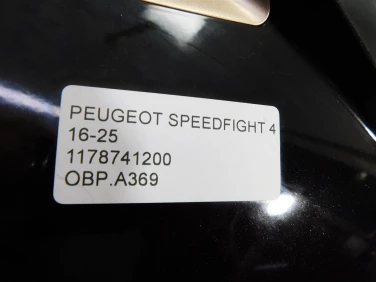 PEUGEOT SPEEDFIGHT 4
16-25
1178741200
OBP.A369